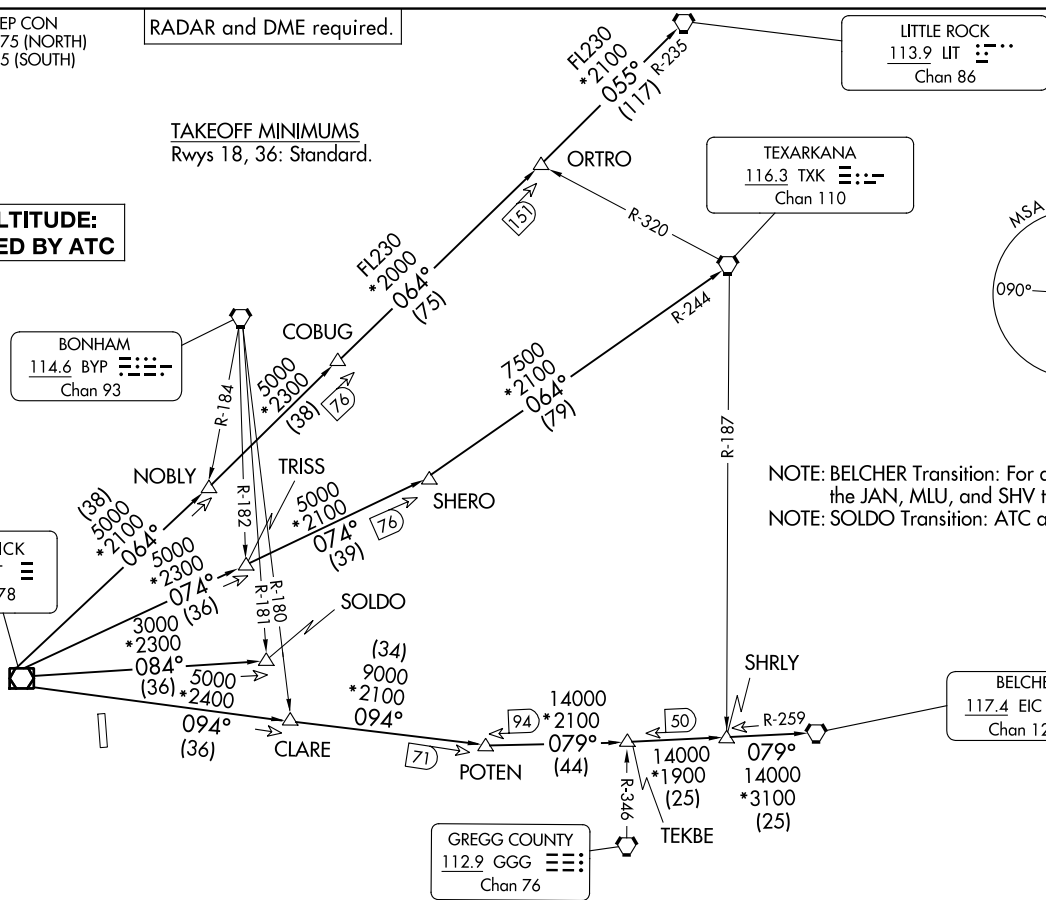 EP CON
75 (NORTH)
5 (SOUTH)
RADAR and DME required.
TAKEOFF MINIMUMS
Rwys 18, 36: Standard.
LTITUDE:
ED BY ATC
LITTLE ROCK
113.9 LIT
Chan 86
FL230
*2100
055°
(117)
R-235
ORTRO
151
TEXARKANA
116.3 TXK
Chan 110
R-320
R-244
R-187
MSA
090°
FL230
*2000
064°
(75)
COBUG
76
BONHAM
114.6 BYP
Chan 93
R-184
R-182
R-181
R-180
5000
*2300
(38)
NOBLY
TRISS
7500
*2100
064°
(79)
SHERO
5000
*2100
074°
(39)
76
NOTE: BELCHER Transition: For a
the JAN, MLU, and SHV t
NOTE: SOLDO Transition: ATC a
(38)
5000
*2100
064°
ICK
78
5000
*2300
074°
(36)
SOLDO
3000
*2300
084°
(36)
5000
*2400
094°
(36)
CLARE
(34)
9000
*2100
094°
71
POTEN
94
14000
*2100
079°
(44)
50
SHRLY
R-259
14000
*1900
(25)
TEKBE
079°
14000
*3100
(25)
BELCHE
117.4 EIC
Chan 12
R-346
GREGG COUNTY
112.9 GGG
Chan 76